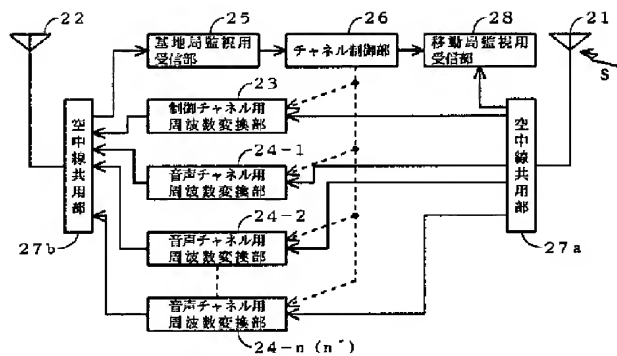 22
25
26
28
21
基地局監視用
受信部
チャネル制御部
移動局監視用
受信部
S
23
制御チャネル用
周波数変換部
空中線共用部
24-1
音声チャネル用
周波数変換部
空中線共用部
24-2
音声チャネル用
周波数変換部
27b
27a
音声チャネル用
周波数変換部
24-n(n")